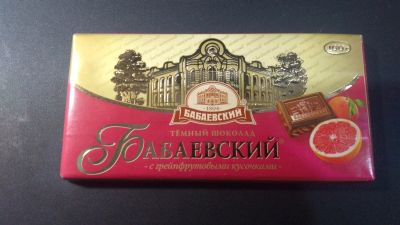 БАБАЕВСКИЙ
1804
ТЁМНЫЙ ШОКОЛАД
БАБАЕВСКИЙ
- с грейпфрутовыми кусочками -